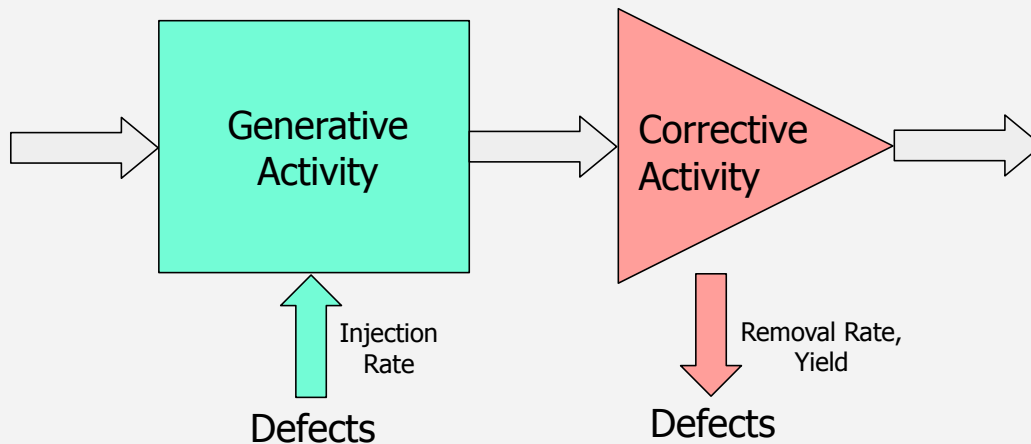 Generative
Activity
Corrective
Activity
Injection
Rate
Removal Rate,
Yield
Defects
Defects